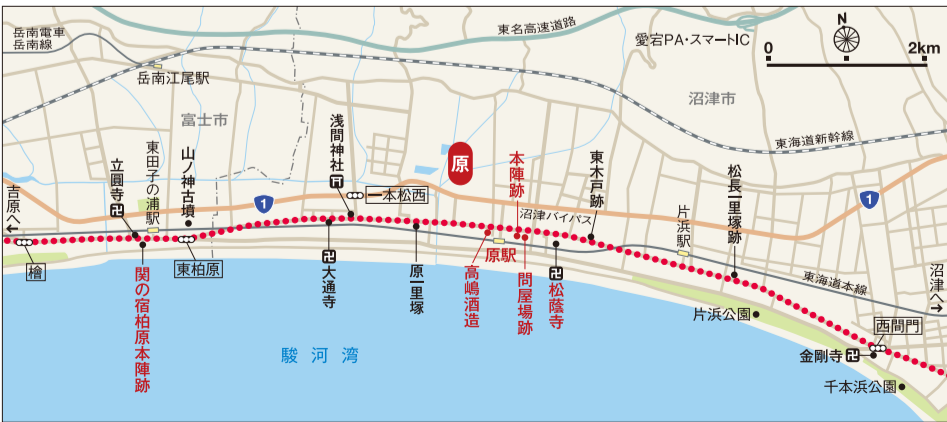 岳南電車
岳南線
岳南江尾駅
東名高速道路
愛宕PA・スマートIC
N
0
2km
富士市
沼津市
東海道新幹線
吉原へ
立圓寺
東田子の浦駅
山ノ神古墳
1
浅間神社
一本松西
原
本陣跡
沼津バイパス
東木戸跡
片浜駅
松長一里塚跡
1
檜
関の宿柏原本陣跡
東柏原
大通寺
原一里塚
高嶋酒造
原駅
問屋場跡
松蔭寺
東海道本線
沼津へ
片浜公園
西間門
金剛寺
千本浜公園
駿河湾